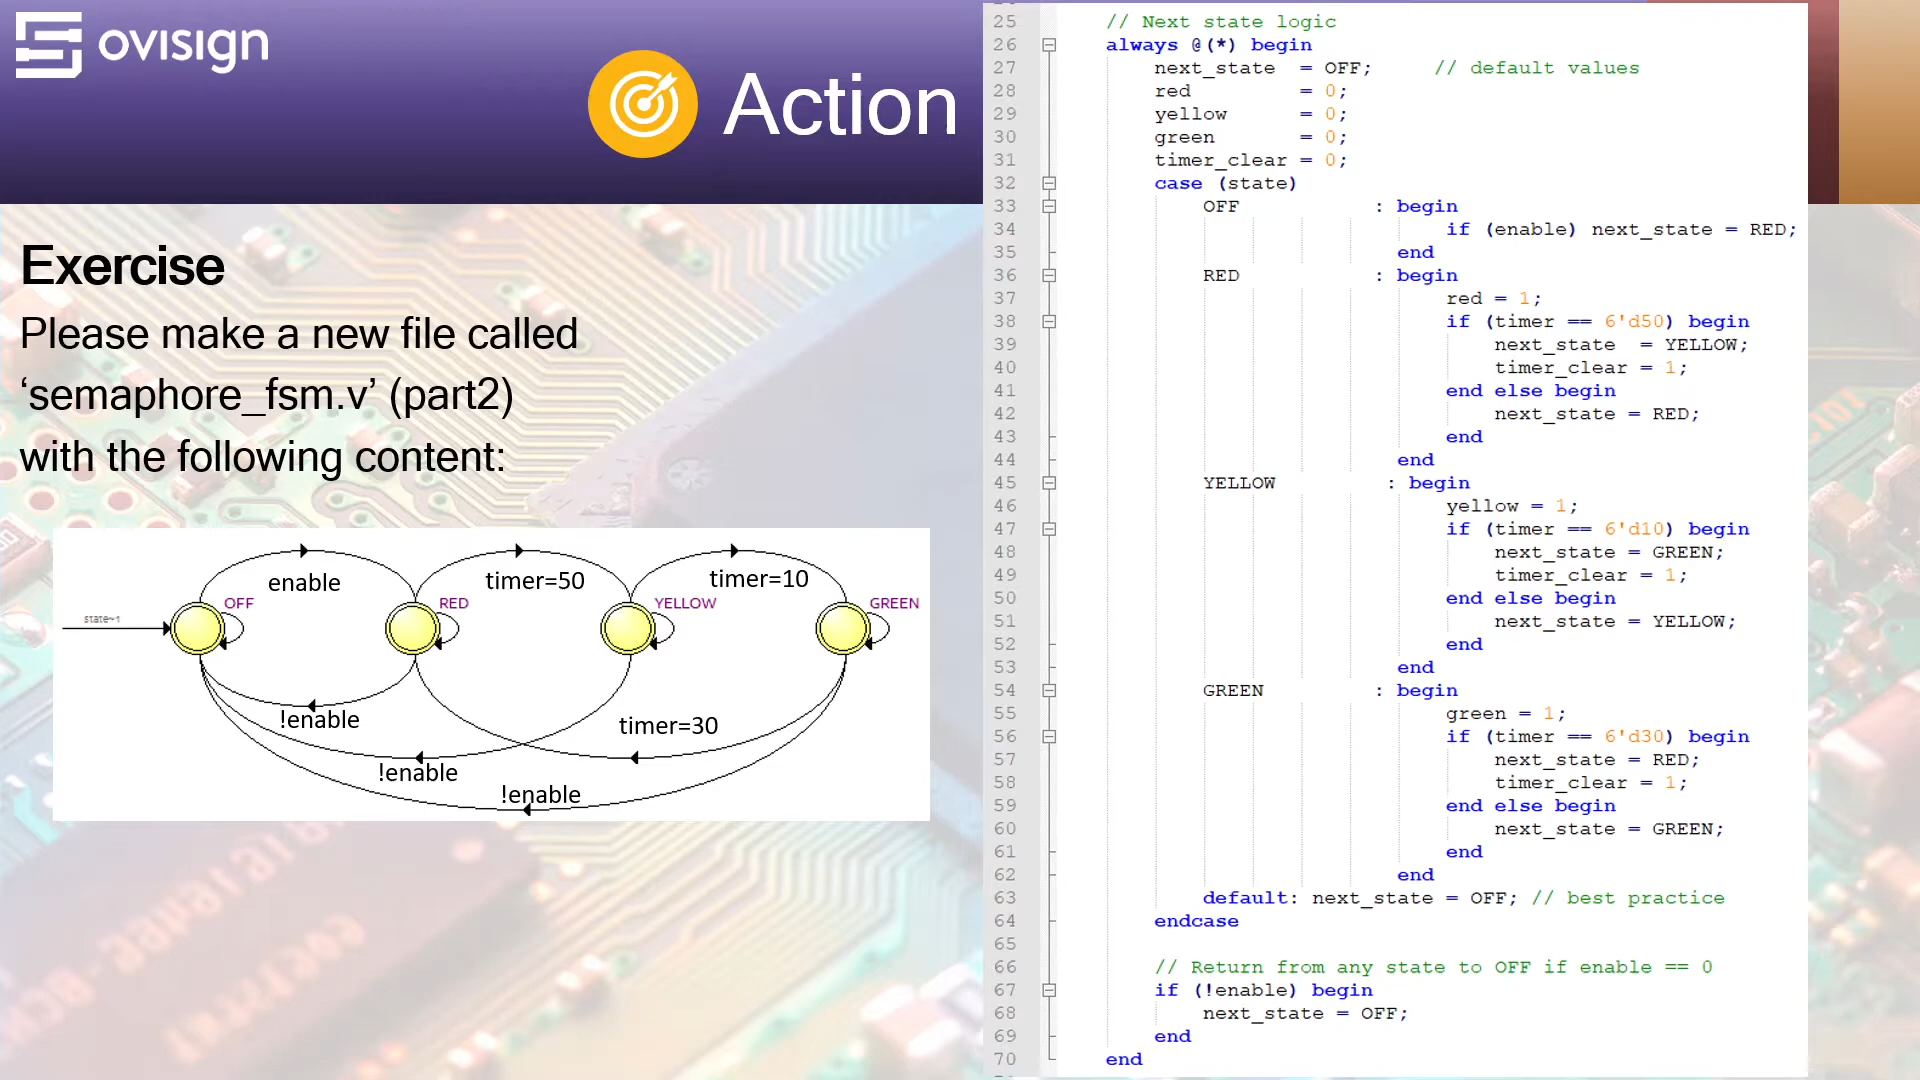 OVISIGN
Action
Exercise
Please make a new file called
‘semaphore_fsm.v’ (part2)
with the following content:
enable
timer=50
timer=10
OFF
RED
YELLOW
GREEN
state~1
!enable
timer=30
!enable
!enable
25 // Next state logic
26 always @(*) begin
27 next_state = OFF; // default values
28 red = 0;
29 yellow = 0;
30 green = 0;
31 timer_clear = 0;
32 case (state)
33 OFF : begin
34 if (enable) next_state = RED;
35 end
36 RED : begin
37 red = 1;
38 if (timer == 6'd50) begin
39 next_state = YELLOW;
40 timer_clear = 1;
41 end else begin
42 next_state = RED;
43 end
44 end
45 YELLOW : begin
46 yellow = 1;
47 if (timer == 6'd10) begin
48 next_state = GREEN;
49 timer_clear = 1;
50 end else begin
51 next_state = YELLOW;
52 end
53 end
54 GREEN : begin
55 green = 1;
56 if (timer == 6'd30) begin
57 next_state = RED;
58 timer_clear = 1;
59 end else begin
60 next_state = GREEN;
61 end
62 end
63 default: next_state = OFF; // best practice
64 endcase
65
66 // Return from any state to OFF if enable == 0
67 if (!enable) begin
68 next_state = OFF;
69 end
70 end